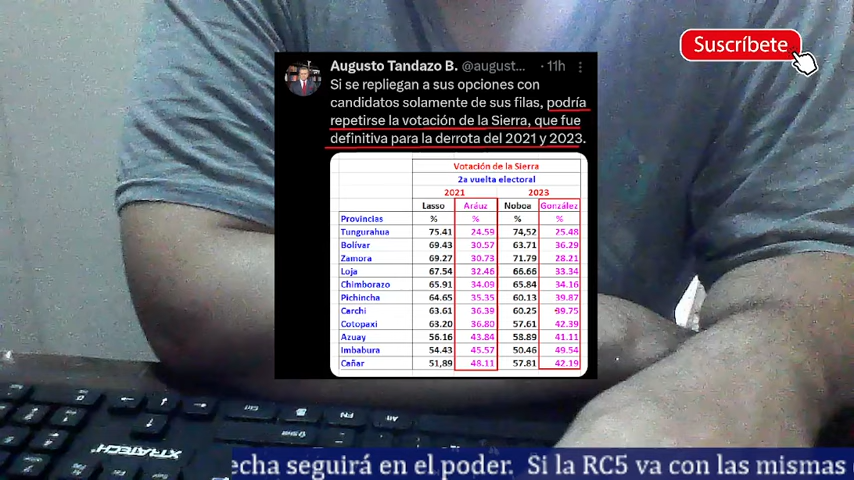 Suscríbete
Augusto Tandazo B. @august... · 11h
Si se repliegan a sus opciones con
candidatos solamente de sus filas, podría
repetirse la votación de la Sierra, que fue
definitiva para la derrota del 2021 y 2023.
Votación de la Sierra
2a vuelta electoral
2021 2023
Lasso Aráuz Noboa González
Provincias % % % %
Tungurahua 75.41 24.59 74,52 25.48
Bolívar 69.43 30.57 63.71 36.29
Zamora 69.27 30.73 71.79 28.21
Loja 67.54 32.46 66.66 33.34
Chimborazo 65.91 34.09 65.84 34.16
Pichincha 64.65 35.35 60.13 39.87
Carchi 63.61 36.39 60.25 39.75
Cotopaxi 63.20 36.80 57.61 42.39
Azuay 56.16 43.84 58.89 41.11
Imbabura 54.43 45.57 50.46 49.54
Cañar 51,89 48.11 57.81 42.19
XTRATECH
echa seguirá en el poder. Si la RC5 va con las mismas